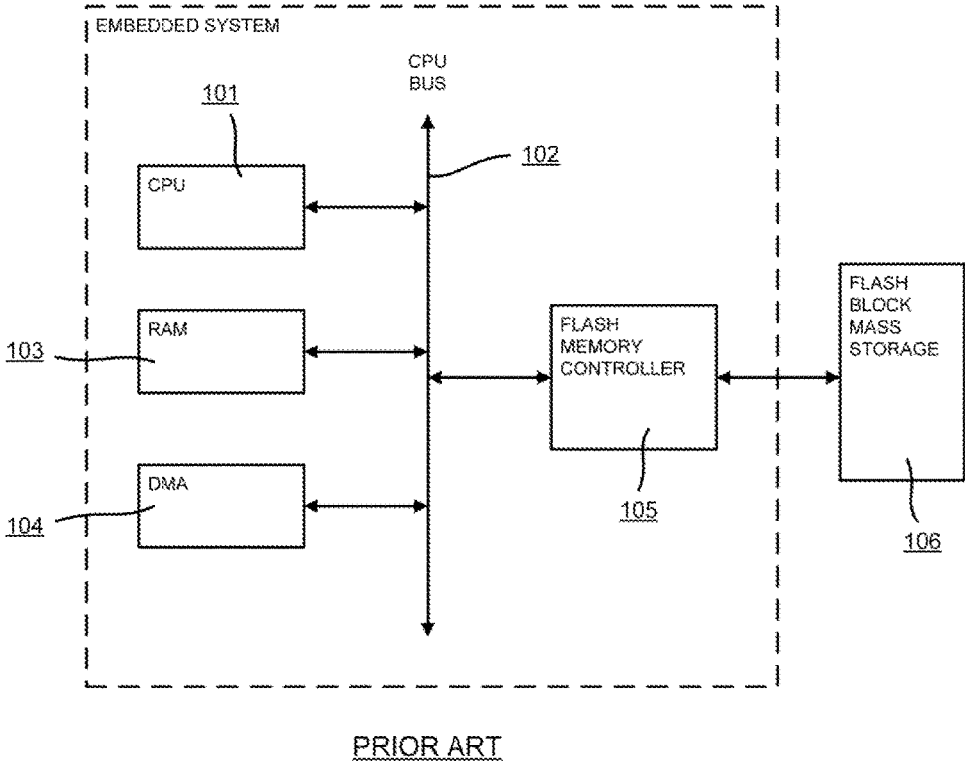 EMBEDDED SYSTEM
CPU
BUS
101
102
CPU
RAM
103
DMA
104
FLASH
MEMORY
CONTROLLER
105
FLASH
BLOCK
MASS
STORAGE
106
PRIOR ART